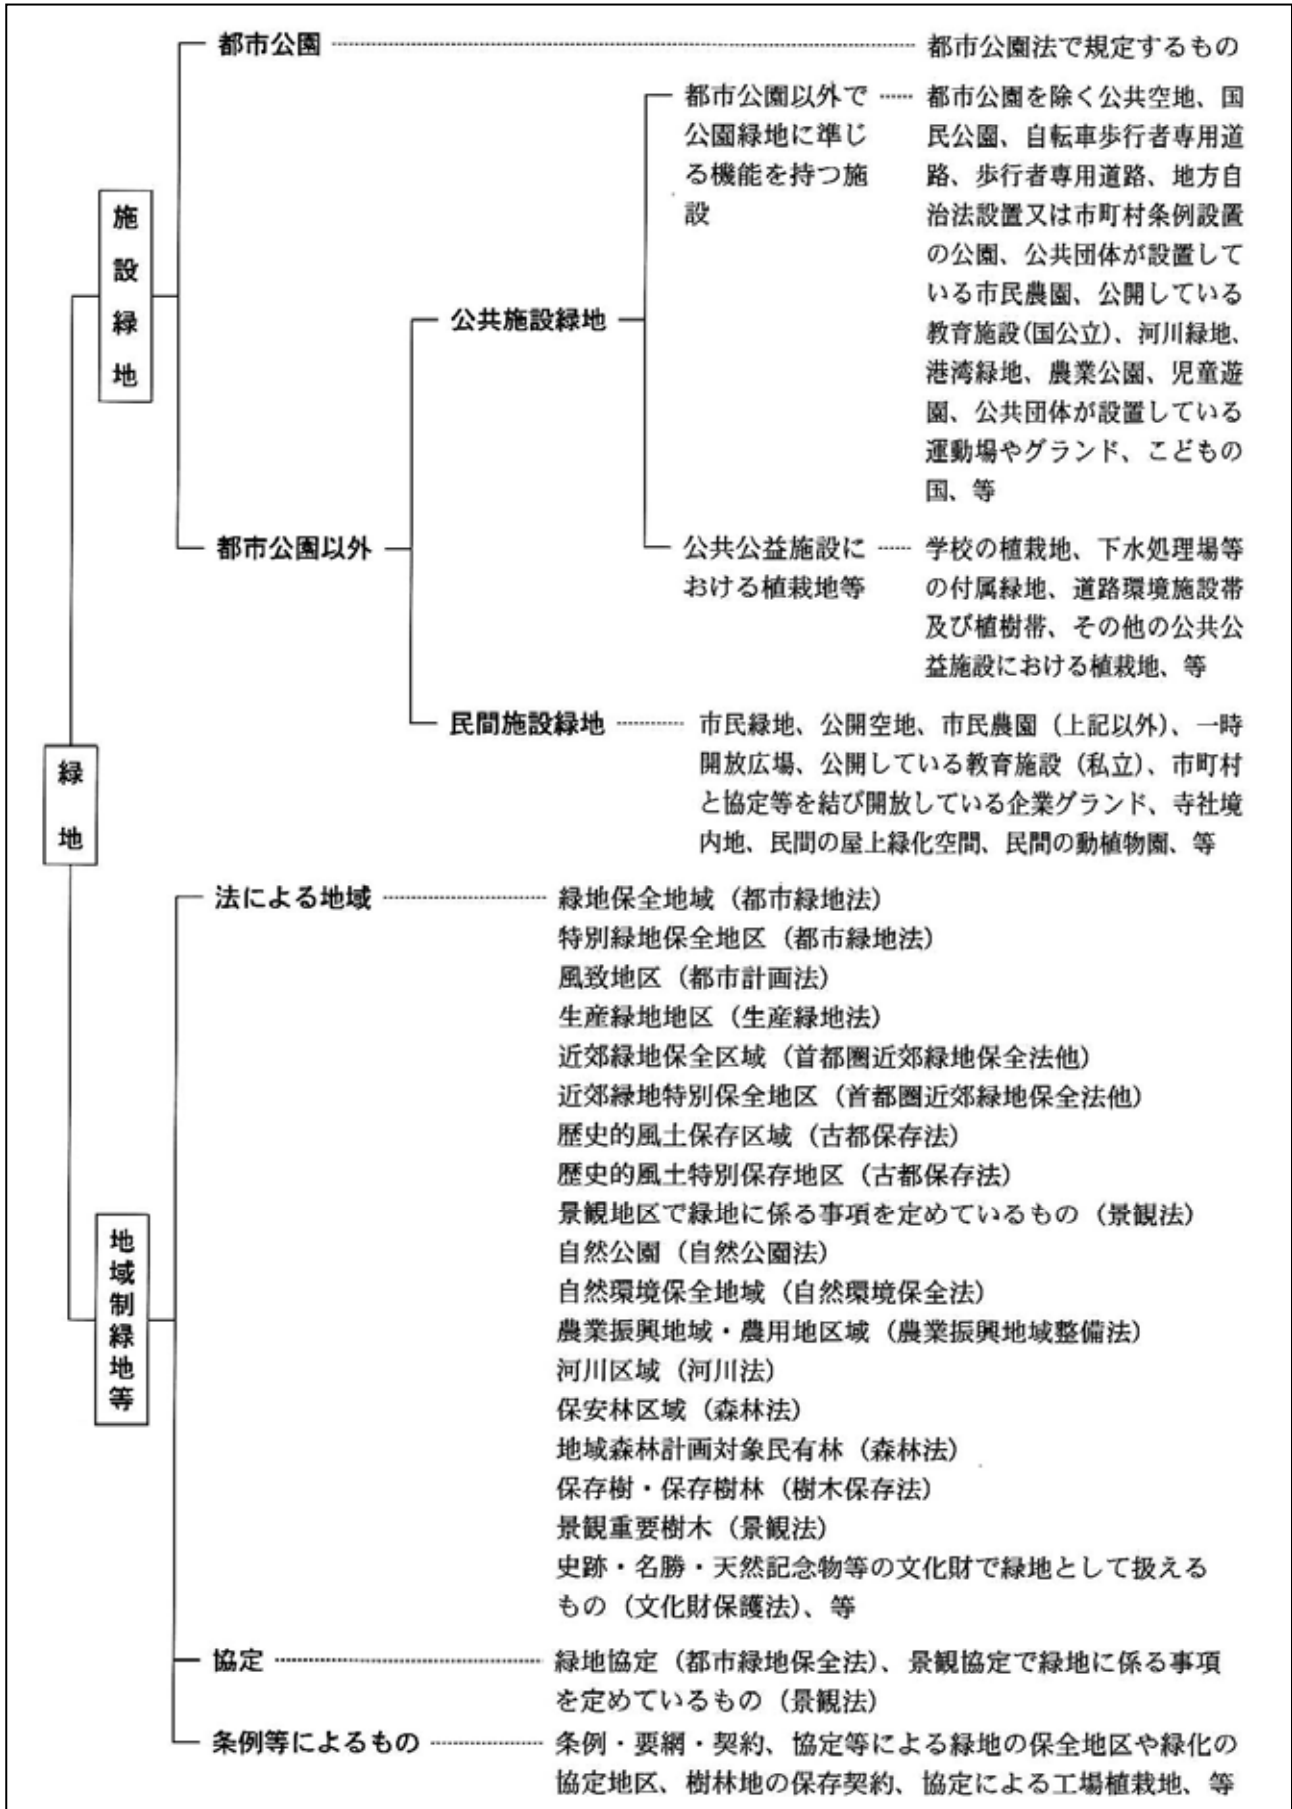 都市公園
都市公園法で規定するもの
都市公園以外で
公園緑地に準じ
る機能を持つ施
設
都市公園を除く公共空地、国
民公園、自転車歩行者専用道
路、歩行者専用道路、地方自
治法設置又は市町村条例設置
の公園、公共団体が設置して
いる市民農園、公開している
教育施設(国公立)、河川緑地、
港湾緑地、農業公園、児童遊
園、公共団体が設置している
運動場やグランド、こどもの
国、等
施設緑地
公共施設緑地
都市公園以外
公共公益施設に
おける植栽地等
学校の植栽地、下水処理場等
の付属緑地、道路環境施設帯
及び植樹帯、その他の公共公
益施設における植栽地、等
民間施設緑地
市民緑地、公開空地、市民農園（上記以外）、一時
開放広場、公開している教育施設（私立）、市町村
と協定等を結び開放している企業グランド、寺社境
内地、民間の屋上緑化空間、民間の動植物園、等
緑地
法による地域
緑地保全地域（都市緑地法）
特別緑地保全地区（都市緑地法）
風致地区（都市計画法）
生産緑地地区（生産緑地法）
近郊緑地保全区域（首都圏近郊緑地保全法他）
近郊緑地特別保全地区（首都圏近郊緑地保全法他）
歴史的風土保存区域（古都保存法）
歴史的風土特別保存地区（古都保存法）
景観地区で緑地に係る事項を定めているもの（景観法）
自然公園（自然公園法）
自然環境保全地域（自然環境保全法）
農業振興地域・農用地区域（農業振興地域整備法）
河川区域（河川法）
保安林区域（森林法）
地域森林計画対象民有林（森林法）
保存樹・保存樹林（樹木保存法）
景観重要樹木（景観法）
史跡・名勝・天然記念物等の文化財で緑地として扱える
もの（文化財保護法）、等
地域制緑地等
協定
緑地協定（都市緑地保全法）、景観協定で緑地に係る事項
を定めているもの（景観法）
条例等によるもの
条例・要綱・契約、協定等による緑地の保全地区や緑化の
協定地区、樹林地の保存契約、協定による工場植栽地、等